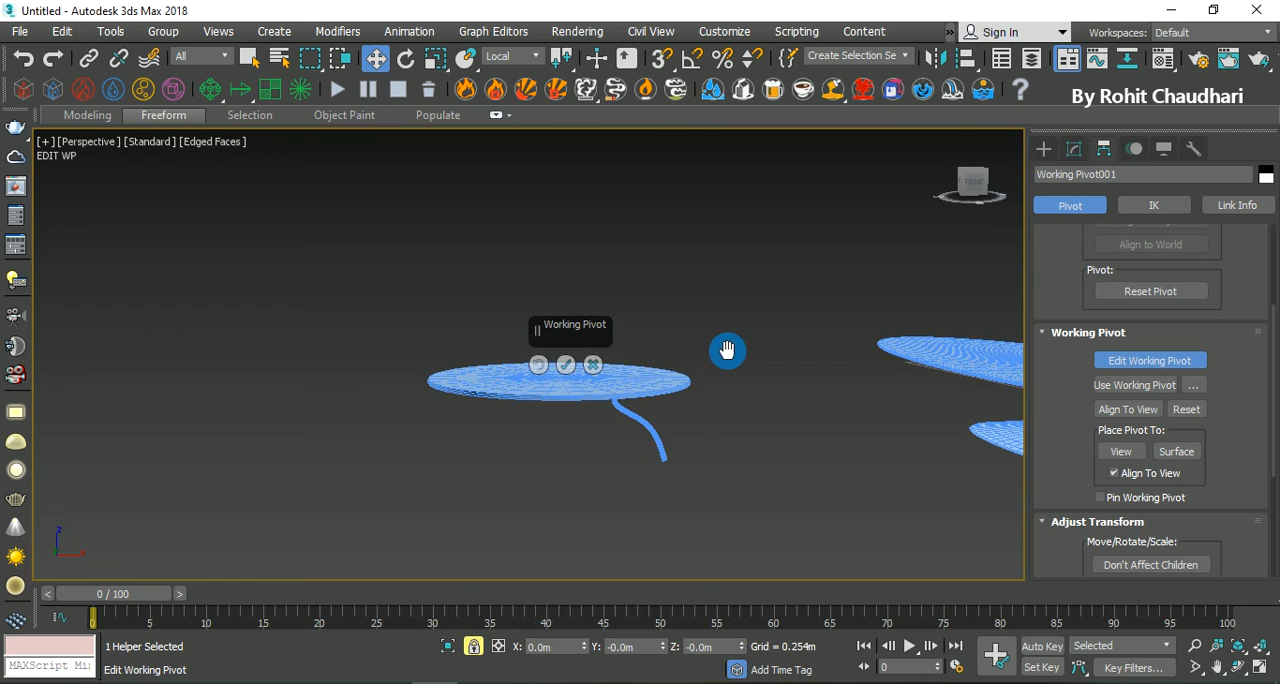 Untitled - Autodesk 3ds Max 2018
File Edit Tools Group Views Create Modifiers Animation Graph Editors Rendering Civil View Customize Scripting Content » Sign In Workspaces: Default
All Local Create Selection Se
By Rohit Chaudhari
Modeling Freeform Selection Object Paint Populate
[+] [Perspective] [Standard] [Edged Faces]
EDIT WP
FRONT
Working Pivot001
Pivot IK Link Info
Align to World
Pivot:
Reset Pivot
Working Pivot
Working Pivot
Edit Working Pivot
Use Working Pivot ...
Align To View Reset
Place Pivot To:
View Surface
Align To View
Pin Working Pivot
Adjust Transform
Move/Rotate/Scale:
Don't Affect Children
z
x
< 0 / 100 >
0 5 10 15 20 25 30 35 40 45 50 55 60 65 70 75 80 85 90 95 100
1 Helper Selected X: 0.0m Y: -0.0m Z: -0.0m Grid = 0.254m Auto Key Selected
MAXScript Mi: Edit Working Pivot Add Time Tag 0 Set Key Key Filters...